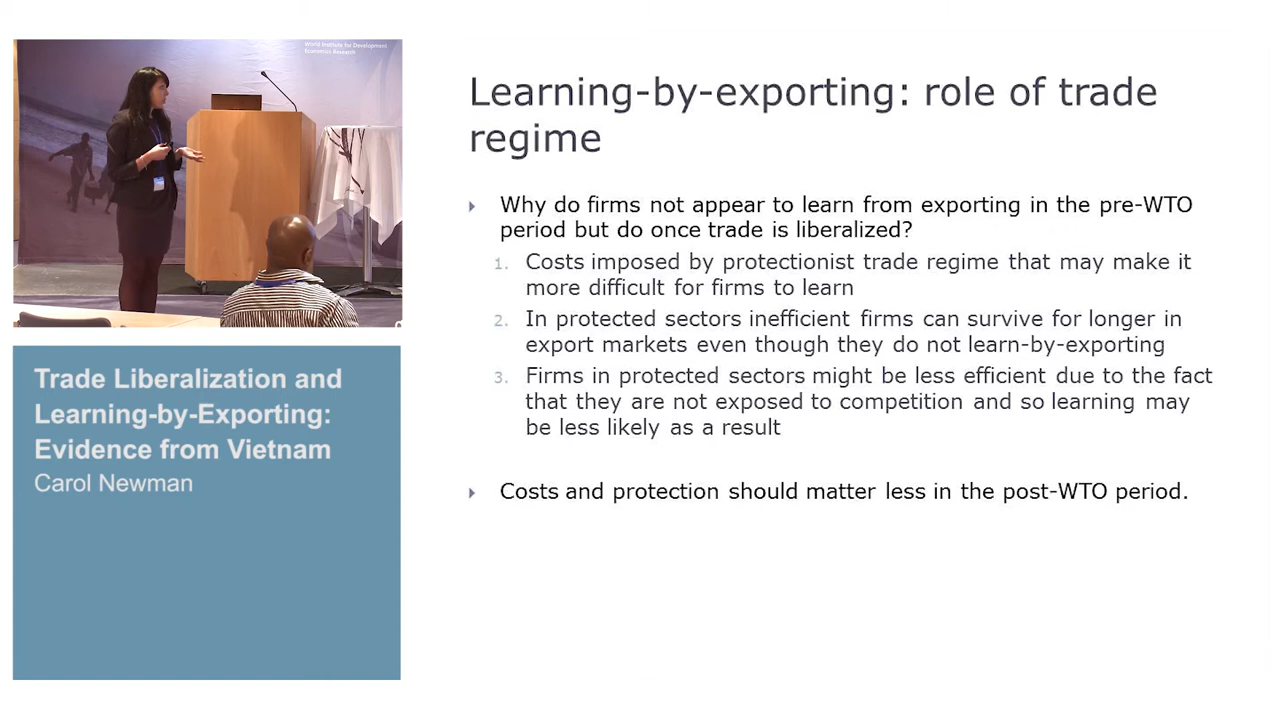 World Institute for Development
Economics Research
Learning-by-exporting: role of trade
regime
Why do firms not appear to learn from exporting in the pre-WTO
period but do once trade is liberalized?
1. Costs imposed by protectionist trade regime that may make it
more difficult for firms to learn
2. In protected sectors inefficient firms can survive for longer in
export markets even though they do not learn-by-exporting
3. Firms in protected sectors might be less efficient due to the fact
that they are not exposed to competition and so learning may
be less likely as a result
Costs and protection should matter less in the post-WTO period.
Trade Liberalization and
Learning-by-Exporting:
Evidence from Vietnam
Carol Newman